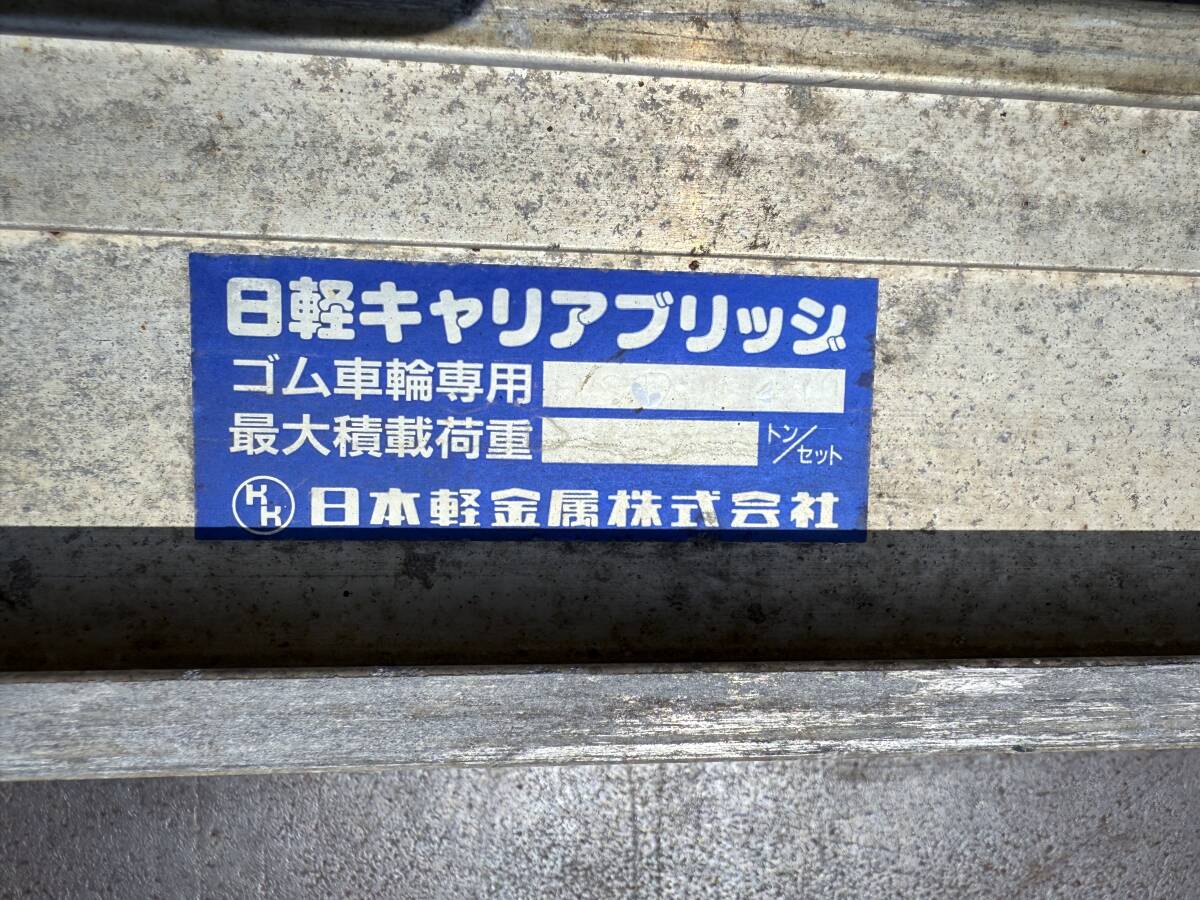 日軽キャリアブリッジ
ゴム車輪専用
最大積載荷重 トン/セット
KK 日本軽金属株式会社